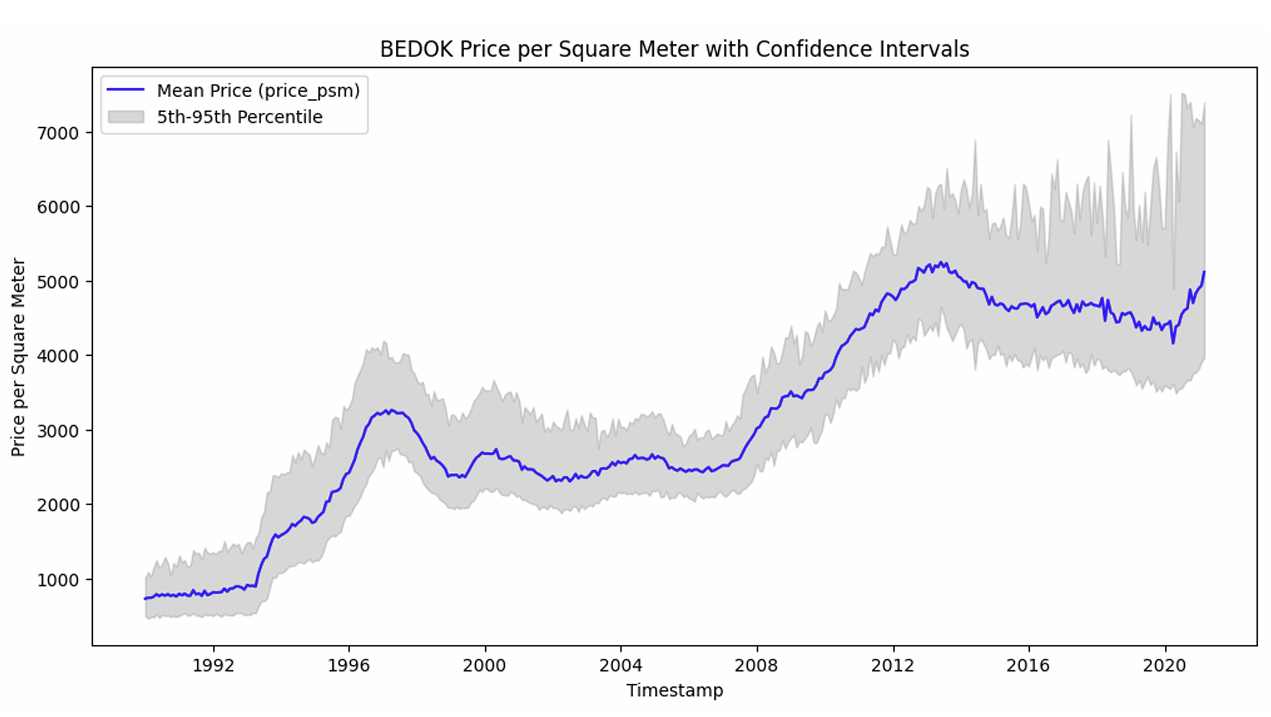 BEDOK Price per Square Meter with Confidence Intervals
Mean Price (price_psm)
5th-95th Percentile
Price per Square Meter
7000
6000
5000
4000
3000
2000
1000
1992 1996 2000 2004 2008 2012 2016 2020
Timestamp